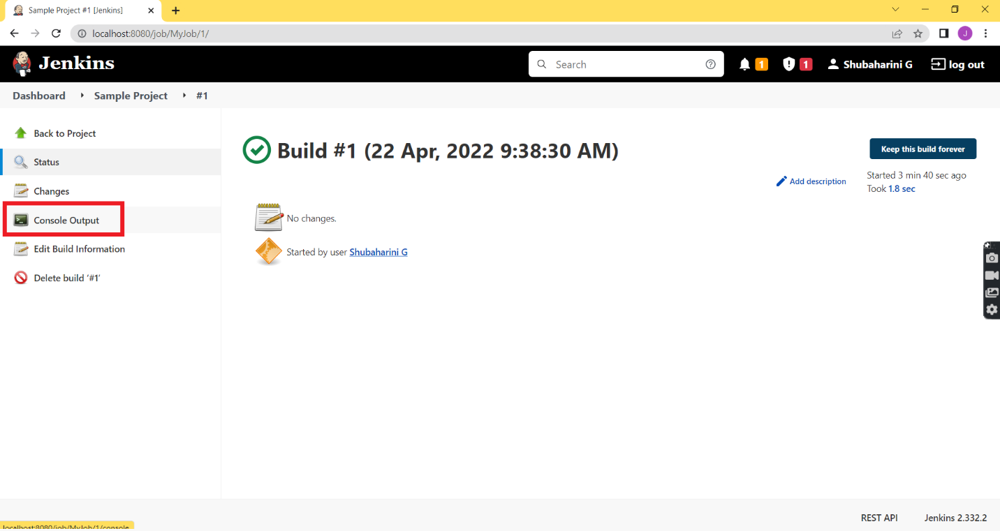 Sample Project #1 [Jenkins]
localhost:8080/job/MyJob/1/
J
Jenkins
Search
1
1
Shubaharini G
log out
Dashboard
Sample Project
#1
Back to Project
Status
Changes
Console Output
Edit Build Information
Delete build ‘#1’
Build #1 (22 Apr, 2022 9:38:30 AM)
Keep this build forever
Add description
Started 3 min 40 sec ago
Took 1.8 sec
No changes.
Started by user Shubaharini G
REST API
Jenkins 2.332.2
localhost:8080/job/MyJob/1/console